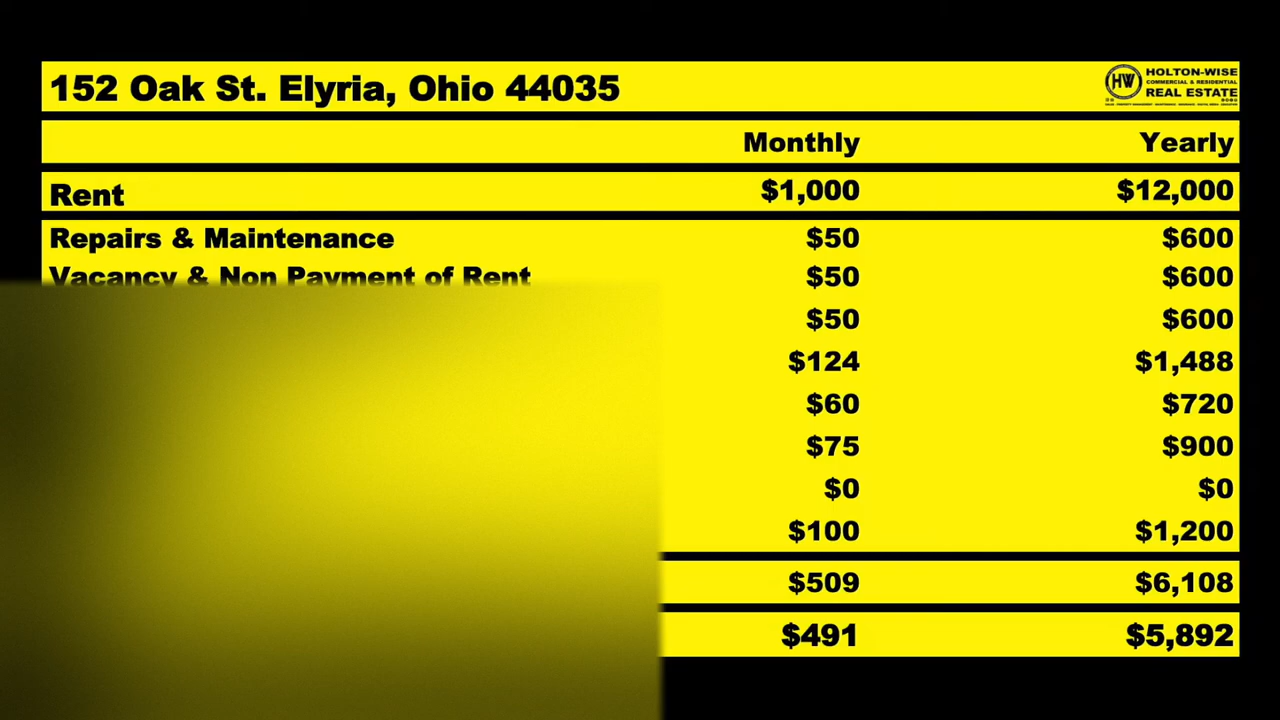 152 Oak St. Elyria, Ohio 44035
HW
HOLTON-WISE
COMMERCIAL & RESIDENTIAL
REAL ESTATE
Monthly Yearly
Rent $1,000 $12,000
Repairs & Maintenance $50 $600
Vacancy & Non Payment of Rent $50 $600
$50 $600
$124 $1,488
$60 $720
$75 $900
$0 $0
$100 $1,200
$509 $6,108
$491 $5,892